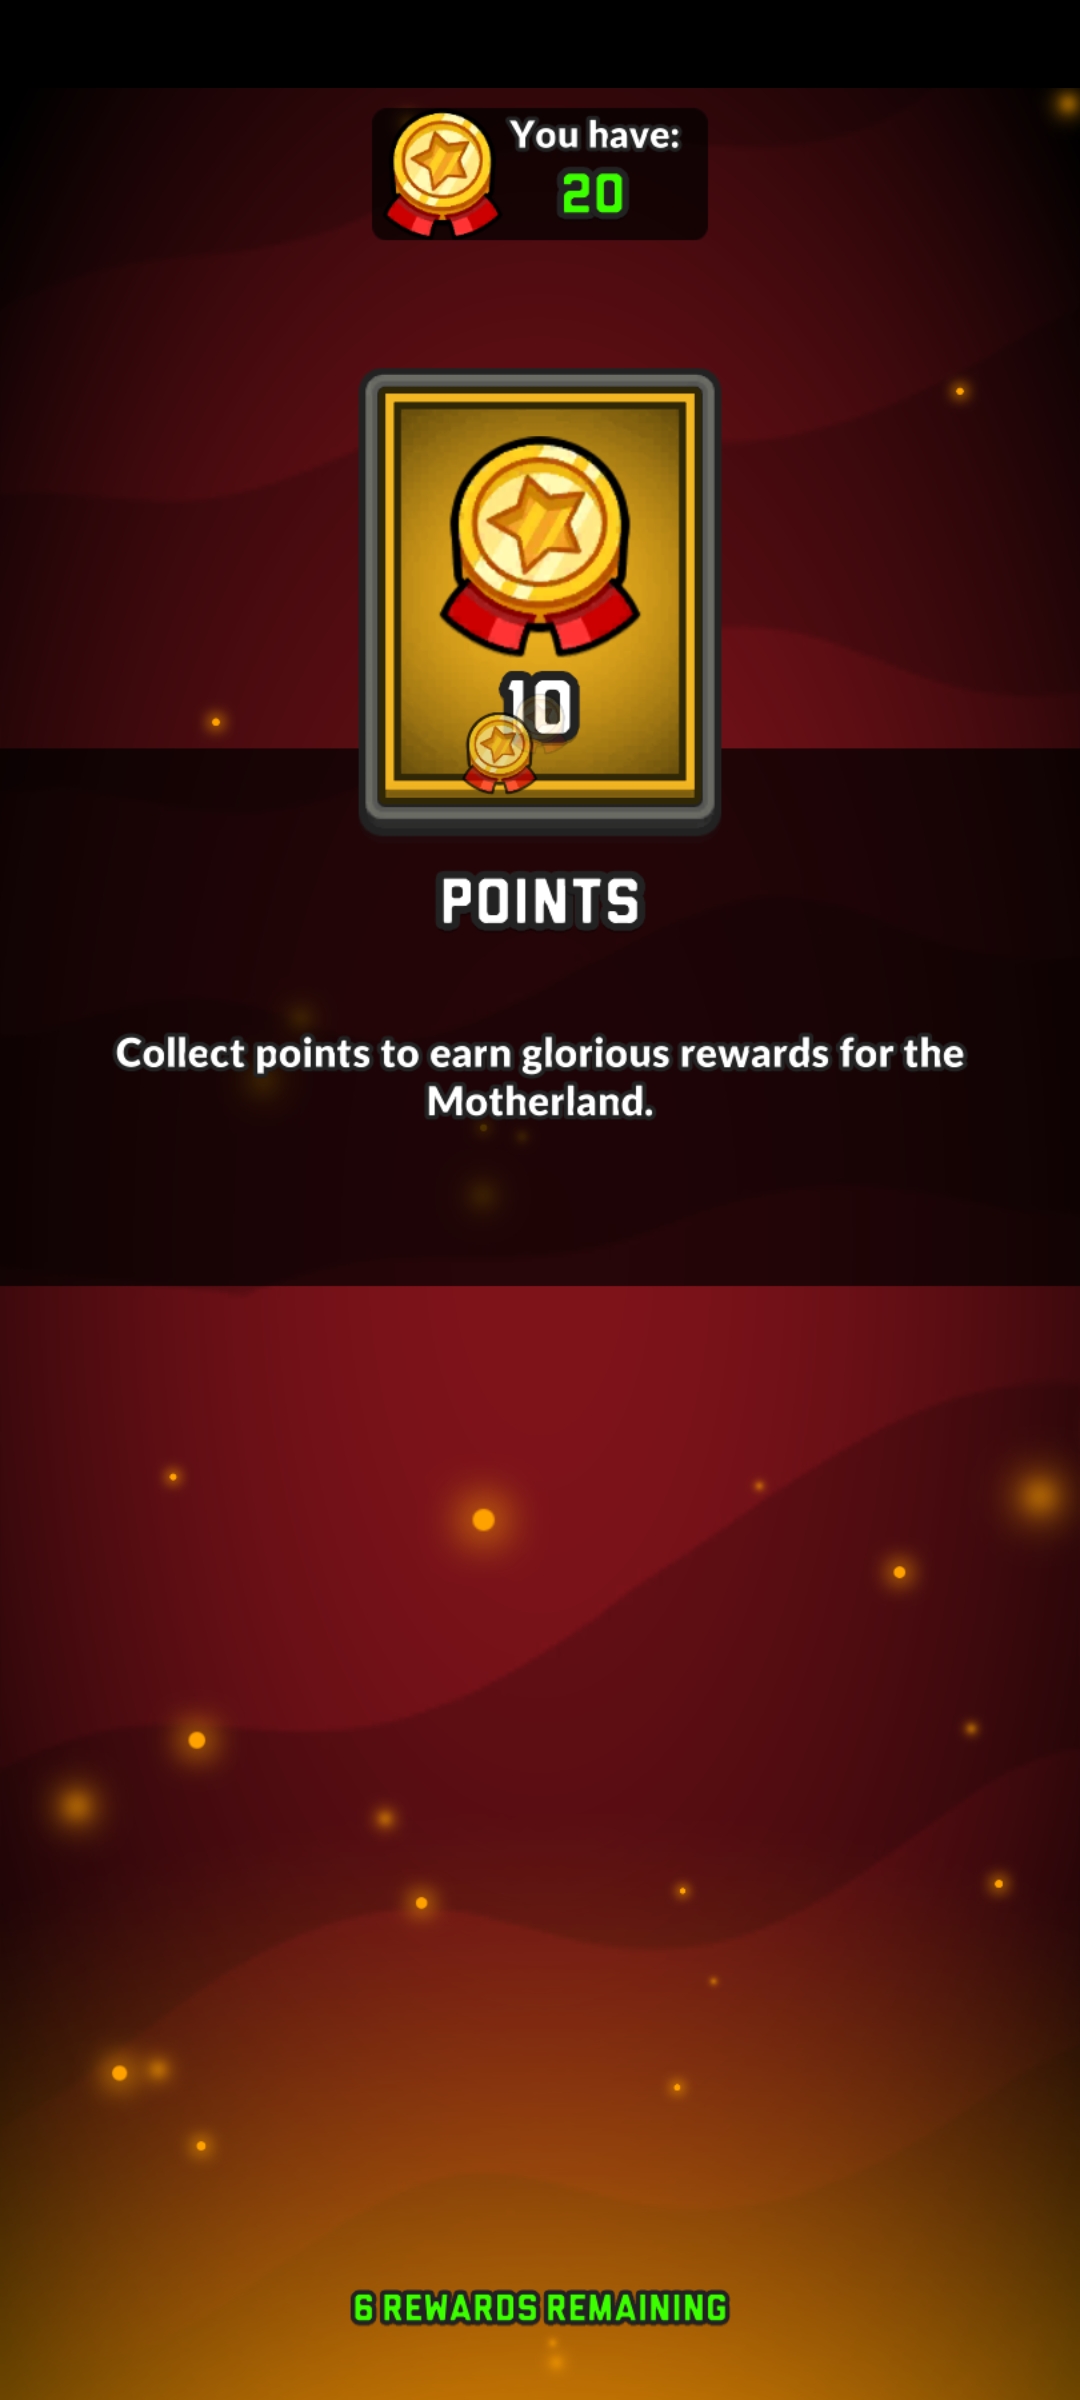 You have:
20
10
POINTS
Collect points to earn glorious rewards for the
Motherland.
6 REWARDS REMAINING